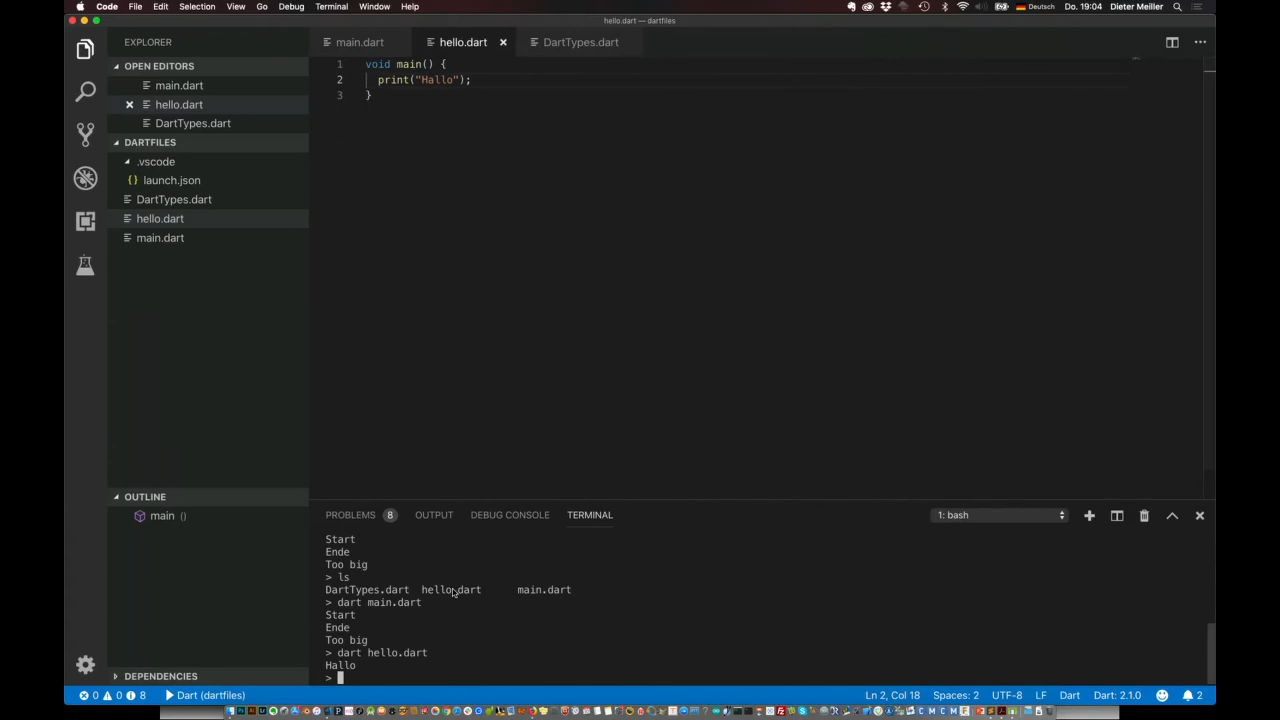 Code File Edit Selection View Go Debug Terminal Window Help Deutsch Do. 19:04 Dieter Meiller
hello.dart — dartfiles
EXPLORER
OPEN EDITORS
main.dart
hello.dart
DartTypes.dart
DARTFILES
.vscode
{} launch.json
DartTypes.dart
hello.dart
main.dart
OUTLINE
main ()
DEPENDENCIES
main.dart hello.dart DartTypes.dart
1 void main() {
2 print("Hallo");
3 }
PROBLEMS 8 OUTPUT DEBUG CONSOLE TERMINAL 1: bash
Start
Ende
Too big
> ls
DartTypes.dart hello.dart main.dart
> dart main.dart
Start
Ende
Too big
> dart hello.dart
Hallo
>
0 0 8 Dart (dartfiles) Ln 2, Col 18 Spaces: 2 UTF-8 LF Dart Dart: 2.1.0 2